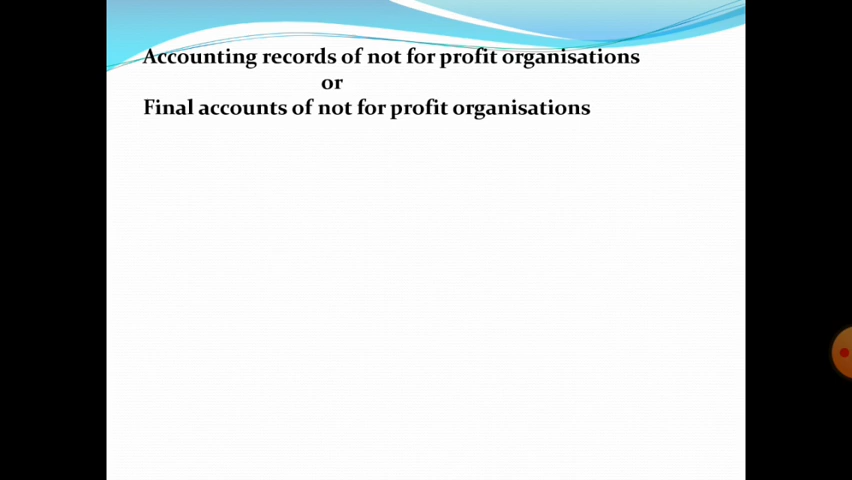 Accounting records of not for profit organisations
or
Final accounts of not for profit organisations